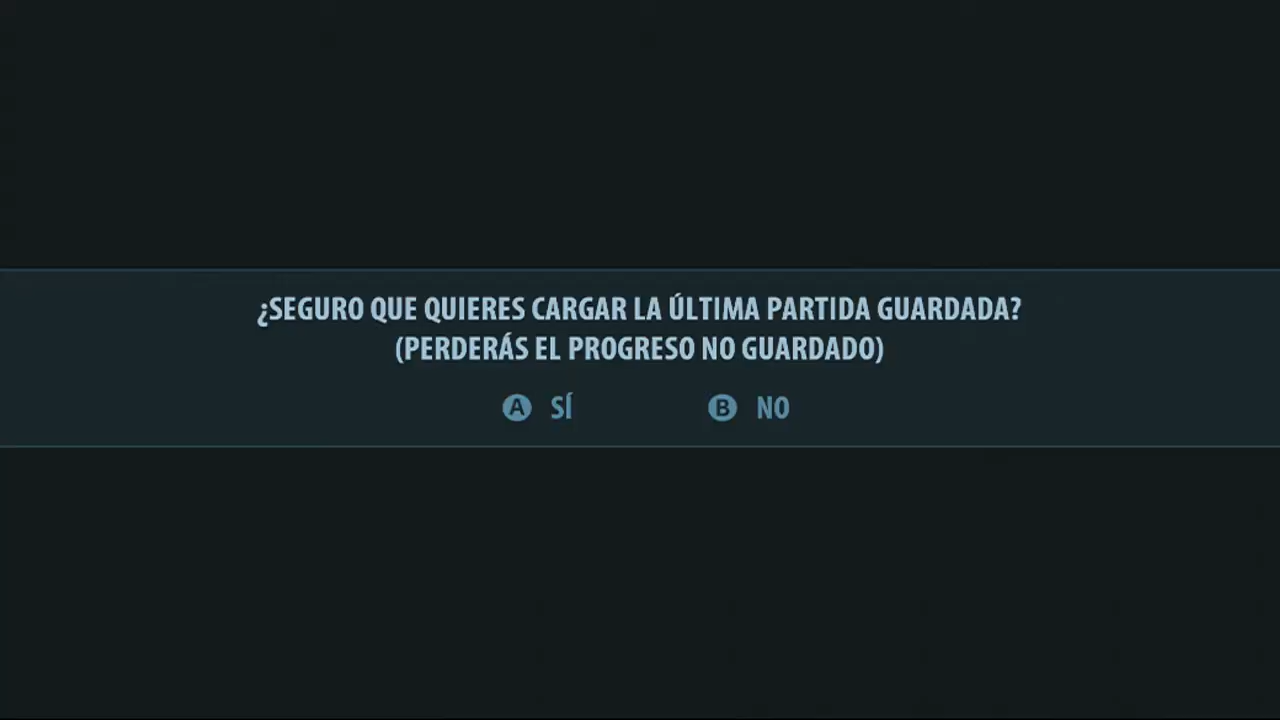 ¿SEGURO QUE QUIERES CARGAR LA ÚLTIMA PARTIDA GUARDADA?
(PERDERÁS EL PROGRESO NO GUARDADO)
A SÍ B NO